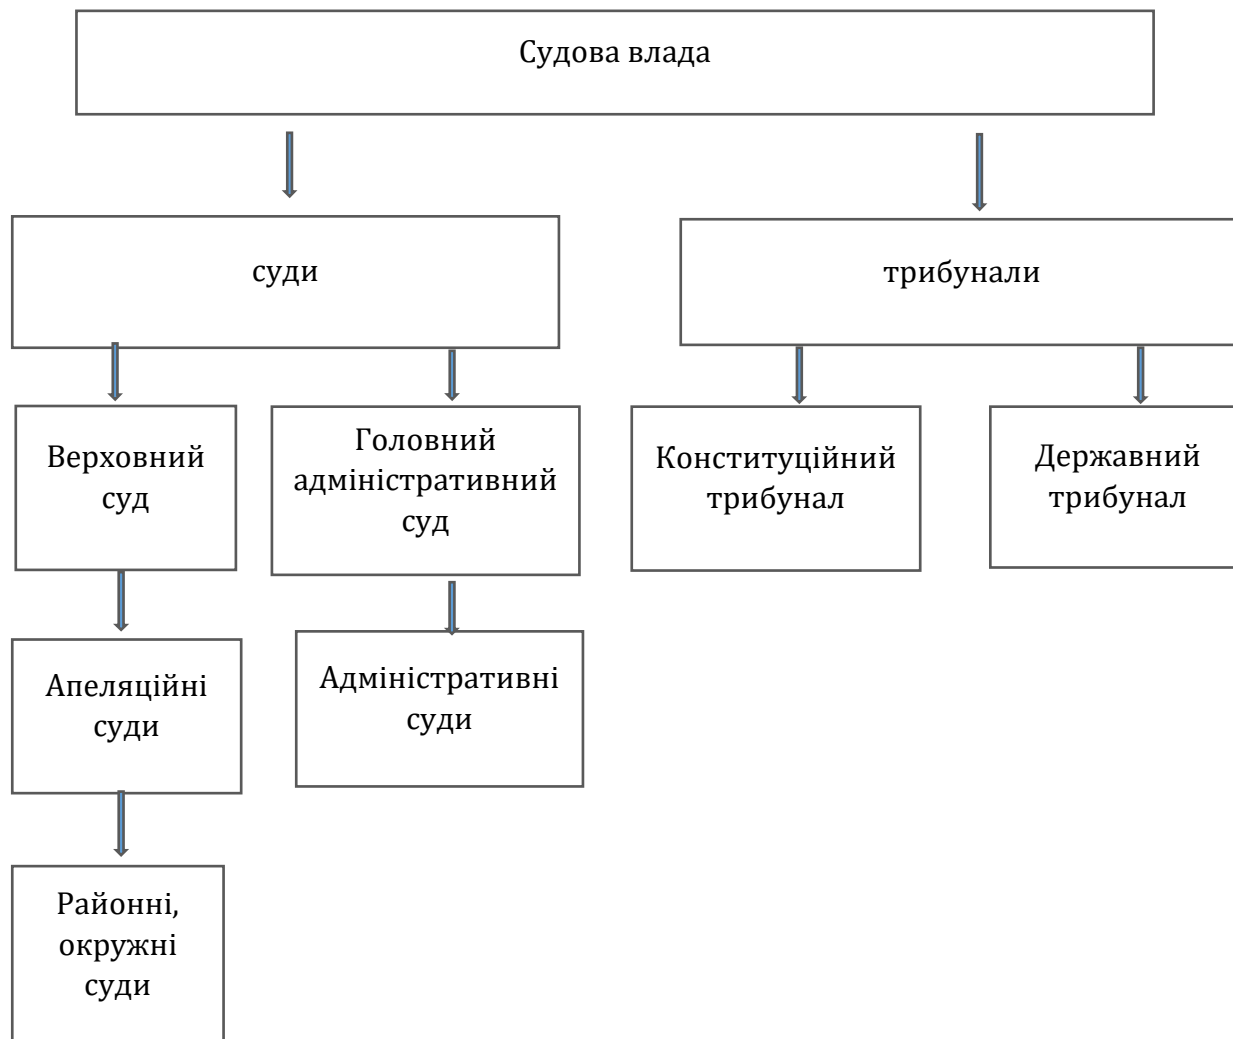 Судова влада
суди
трибунали
Верховний
суд
Головний
адміністративний
суд
Конституційний
трибунал
Державний
трибунал
Апеляційні
суди
Адміністративні
суди
Районні,
окружні
суди